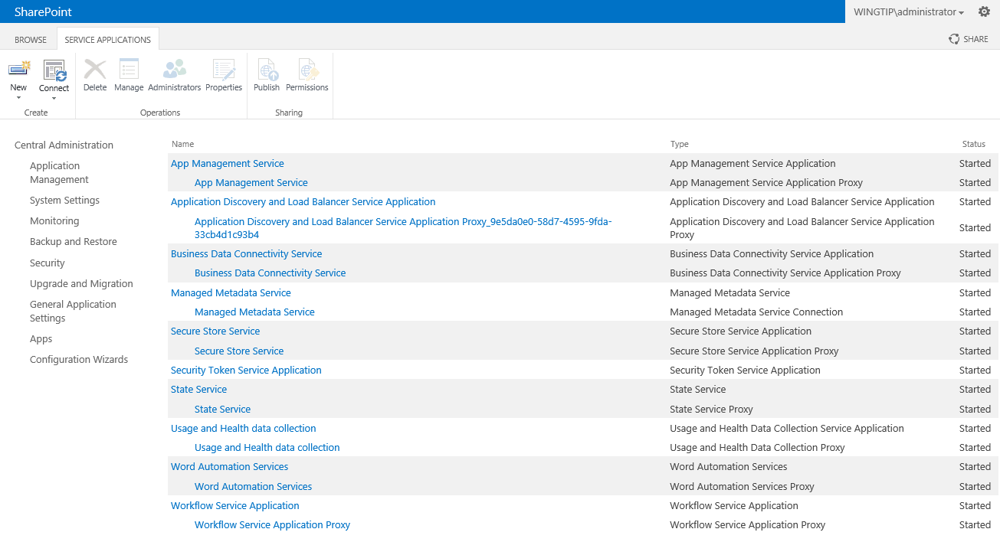 SharePoint
WINGTIP\administrator
BROWSE
SERVICE APPLICATIONS
SHARE
New
Connect
Delete
Manage
Administrators
Properties
Publish
Permissions
Create
Operations
Sharing
Central Administration
Application
Management
System Settings
Monitoring
Backup and Restore
Security
Upgrade and Migration
General Application
Settings
Apps
Configuration Wizards
Name Type Status
App Management Service App Management Service Application Started
App Management Service App Management Service Application Proxy Started
Application Discovery and Load Balancer Service Application Application Discovery and Load Balancer Service Application Started
Application Discovery and Load Balancer Service Application Proxy_9e5da0e0-58d7-4595-9fda- Application Discovery and Load Balancer Service Application
33cb4d1c93b4 Proxy Started
Business Data Connectivity Service Business Data Connectivity Service Application Started
Business Data Connectivity Service Business Data Connectivity Service Application Proxy Started
Managed Metadata Service Managed Metadata Service Started
Managed Metadata Service Managed Metadata Service Connection Started
Secure Store Service Secure Store Service Application Started
Secure Store Service Secure Store Service Application Proxy Started
Security Token Service Application Security Token Service Application Started
State Service State Service Started
State Service State Service Proxy Started
Usage and Health data collection Usage and Health Data Collection Service Application Started
Usage and Health data collection Usage and Health Data Collection Proxy Started
Word Automation Services Word Automation Services Started
Word Automation Services Word Automation Services Proxy Started
Workflow Service Application Workflow Service Application Started
Workflow Service Application Proxy Workflow Service Application Proxy Started